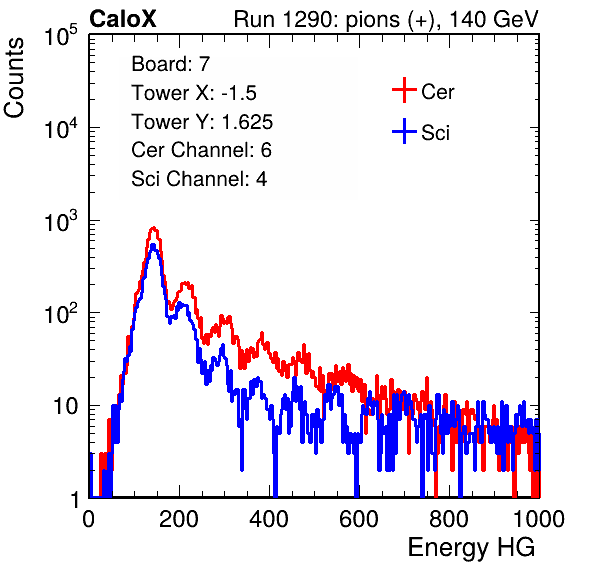 CaloX Run 1290: pions (+), 140 GeV
Counts
10^5
10^4
10^3
10^2
10
1
Board: 7
Tower X: -1.5
Tower Y: 1.625
Cer Channel: 6
Sci Channel: 4
Cer
Sci
0 200 400 600 800 1000
Energy HG